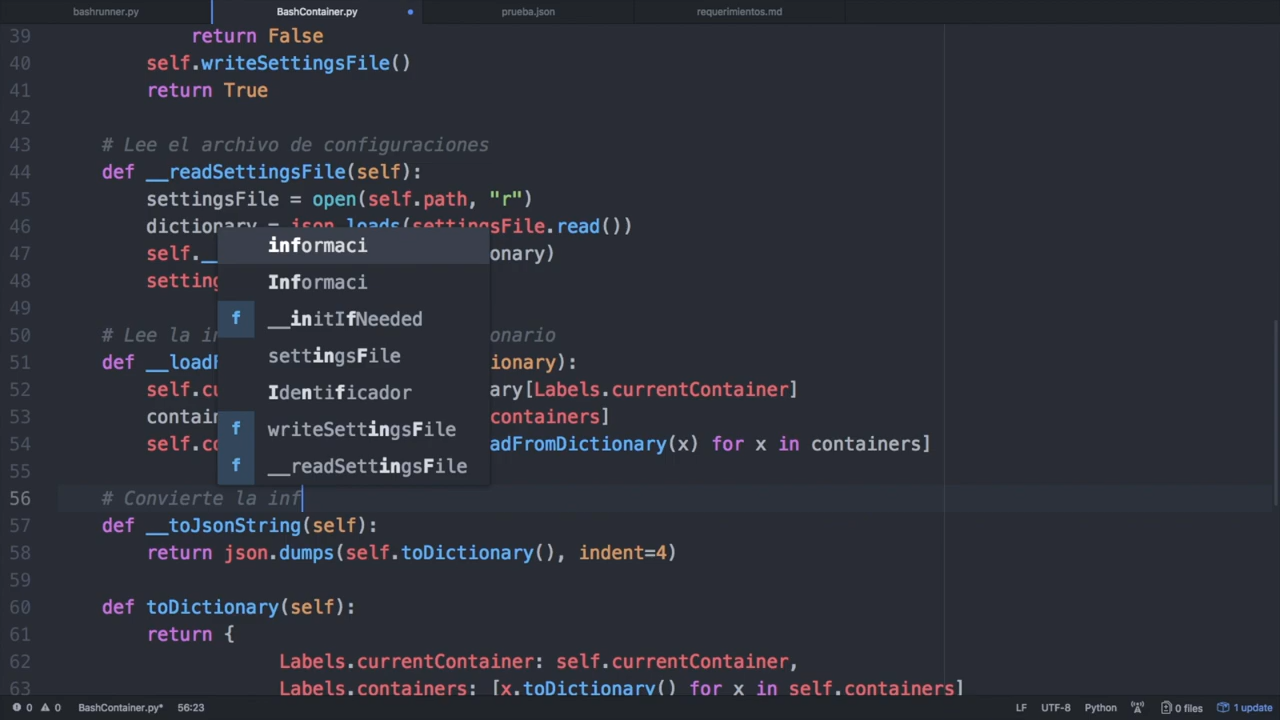 bashrunner.py BashContainer.py prueba.json requerimientos.md
39 return False
40 self.writeSettingsFile()
41 return True
42
43 # Lee el archivo de configuraciones
44 def __readSettingsFile(self):
45 settingsFile = open(self.path, "r")
46 dictionary = json.loads(settingsFile.read())
47 self.__ onary)
48 setting
49
50 # Lee la in onario
51 def __loadF ionary):
52 self.cu ary[Labels.currentContainer]
53 contain containers]
54 self.co adFromDictionary(x) for x in containers]
55
informaci
Informaci
f __initIfNeeded
settingsFile
Identificador
f writeSettingsFile
f __readSettingsFile
56 # Convierte la inf
57 def __toJsonString(self):
58 return json.dumps(self.toDictionary(), indent=4)
59
60 def toDictionary(self):
61 return {
62 Labels.currentContainer: self.currentContainer,
63 Labels.containers: [x.toDictionary() for x in self.containers]
0 0 BashContainer.py* 56:23 LF UTF-8 Python 0 files 1 update